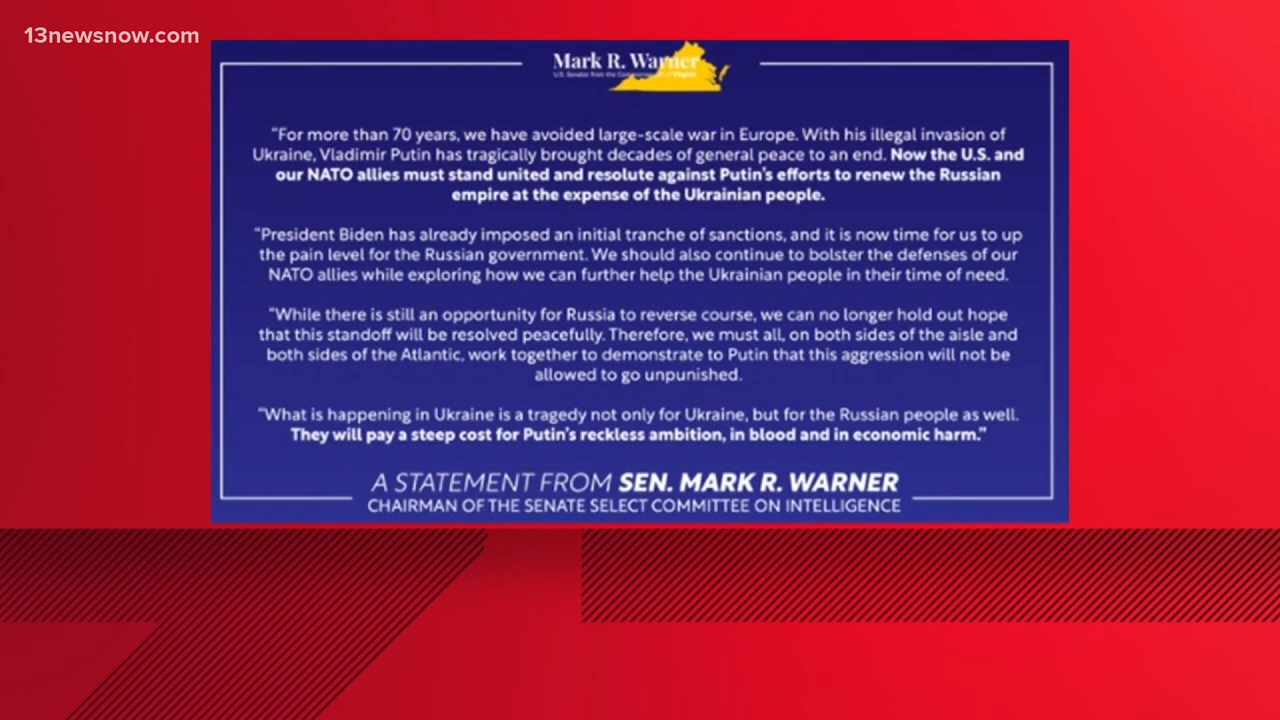 13newsnow.com
Mark R. Warner
U.S. Senator from the Commonwealth of Virginia
"For more than 70 years, we have avoided large-scale war in Europe. With his illegal invasion of
Ukraine, Vladimir Putin has tragically brought decades of general peace to an end. Now the U.S. and
our NATO allies must stand united and resolute against Putin's efforts to renew the Russian
empire at the expense of the Ukrainian people.
"President Biden has already imposed an initial tranche of sanctions, and it is now time for us to up
the pain level for the Russian government. We should also continue to bolster the defenses of our
NATO allies while exploring how we can further help the Ukrainian people in their time of need.
"While there is still an opportunity for Russia to reverse course, we can no longer hold out hope
that this standoff will be resolved peacefully. Therefore, we must all, on both sides of the aisle and
both sides of the Atlantic, work together to demonstrate to Putin that this aggression will not be
allowed to go unpunished.
"What is happening in Ukraine is a tragedy not only for Ukraine, but for the Russian people as well.
They will pay a steep cost for Putin's reckless ambition, in blood and in economic harm."
A STATEMENT FROM SEN. MARK R. WARNER
CHAIRMAN OF THE SENATE SELECT COMMITTEE ON INTELLIGENCE